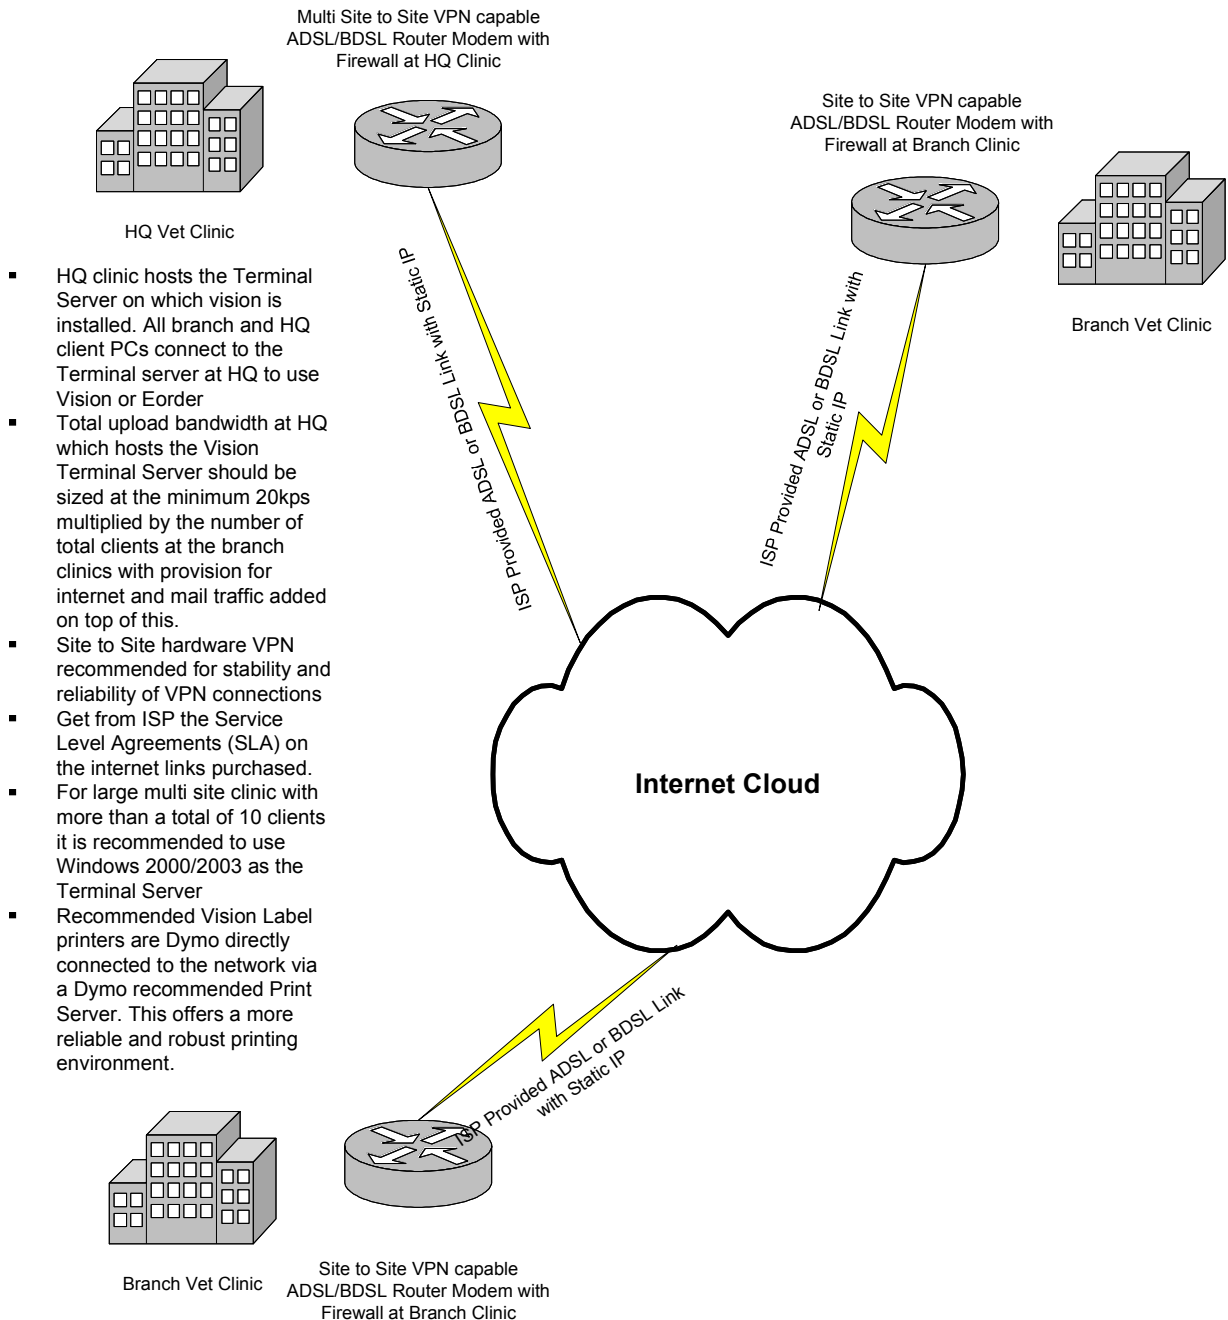 Multi Site to Site VPN capable
ADSL/BDSL Router Modem with
Firewall at HQ Clinic
Site to Site VPN capable
ADSL/BDSL Router Modem with
Firewall at Branch Clinic
HQ Vet Clinic
Branch Vet Clinic
ISP Provided ADSL or BDSL Link with Static IP
ISP Provided ADSL or BDSL Link with
Static IP
▪ HQ clinic hosts the Terminal
Server on which vision is
installed. All branch and HQ
client PCs connect to the
Terminal server at HQ to use
Vision or Eorder
▪ Total upload bandwidth at HQ
which hosts the Vision
Terminal Server should be
sized at the minimum 20kps
multiplied by the number of
total clients at the branch
clinics with provision for
internet and mail traffic added
on top of this.
▪ Site to Site hardware VPN
recommended for stability and
reliability of VPN connections
▪ Get from ISP the Service
Level Agreements (SLA) on
the internet links purchased.
▪ For large multi site clinic with
more than a total of 10 clients
it is recommended to use
Windows 2000/2003 as the
Terminal Server
▪ Recommended Vision Label
printers are Dymo directly
connected to the network via
a Dymo recommended Print
Server. This offers a more
reliable and robust printing
environment.
Internet Cloud
ISP Provided ADSL or BDSL Link
with Static IP
Branch Vet Clinic
Site to Site VPN capable
ADSL/BDSL Router Modem with
Firewall at Branch Clinic